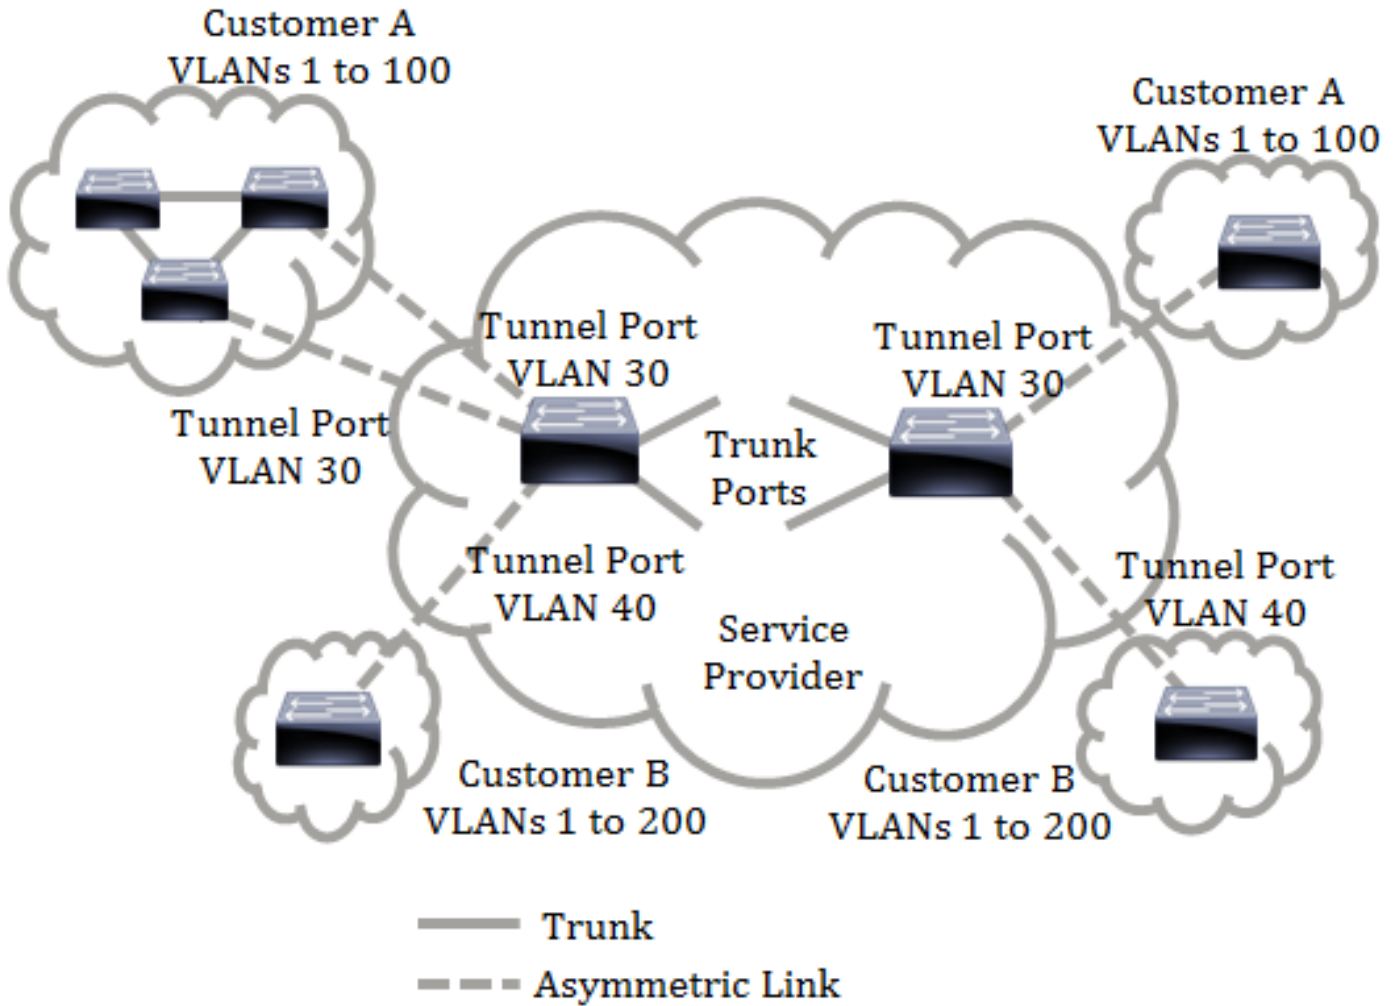 Customer A
VLANs 1 to 100
Customer A
VLANs 1 to 100
Tunnel Port
VLAN 30
Tunnel Port
VLAN 30
Tunnel Port
VLAN 30
Trunk
Ports
Tunnel Port
VLAN 40
Tunnel Port
VLAN 40
Service
Provider
Customer B
VLANs 1 to 200
Customer B
VLANs 1 to 200
Trunk
Asymmetric Link